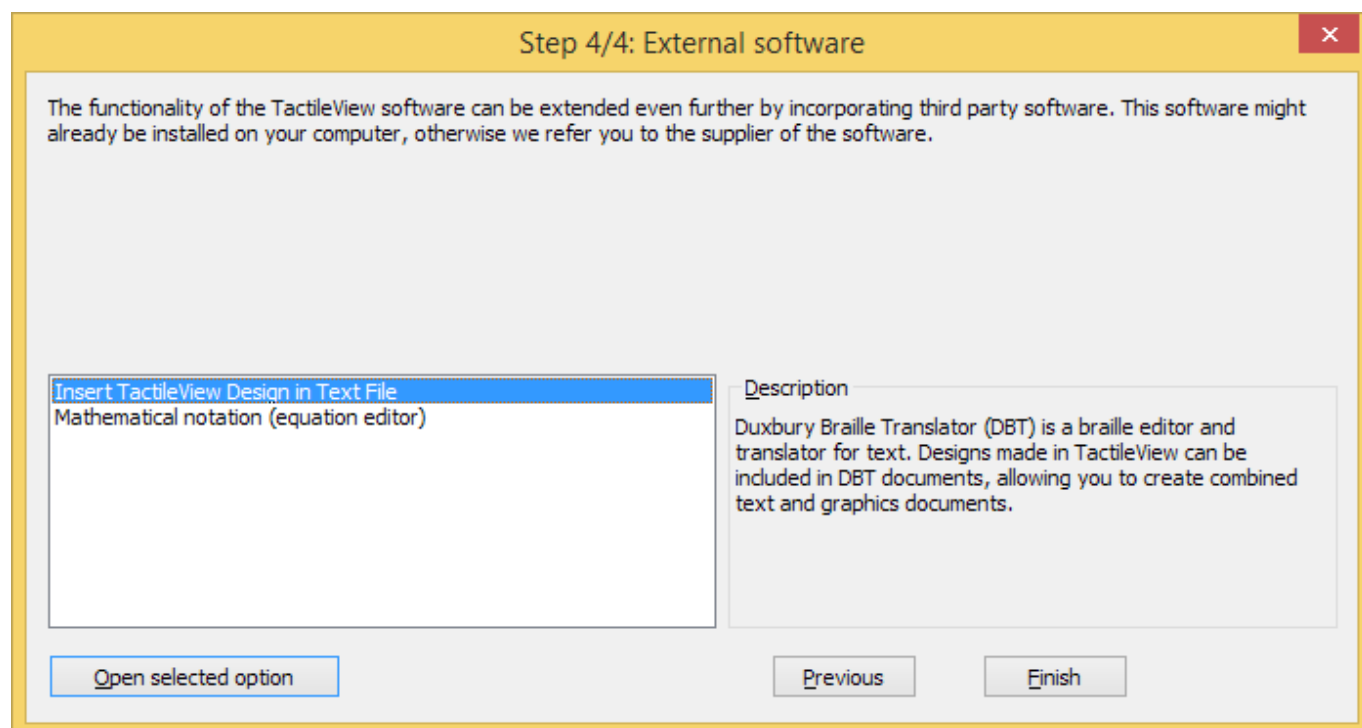 Step 4/4: External software
The functionality of the TactileView software can be extended even further by incorporating third party software. This software might
already be installed on your computer, otherwise we refer you to the supplier of the software.
Insert TactileView Design in Text File
Mathematical notation (equation editor)
Description
Duxbury Braille Translator (DBT) is a braille editor and
translator for text. Designs made in TactileView can be
included in DBT documents, allowing you to create combined
text and graphics documents.
Open selected option
Previous
Finish